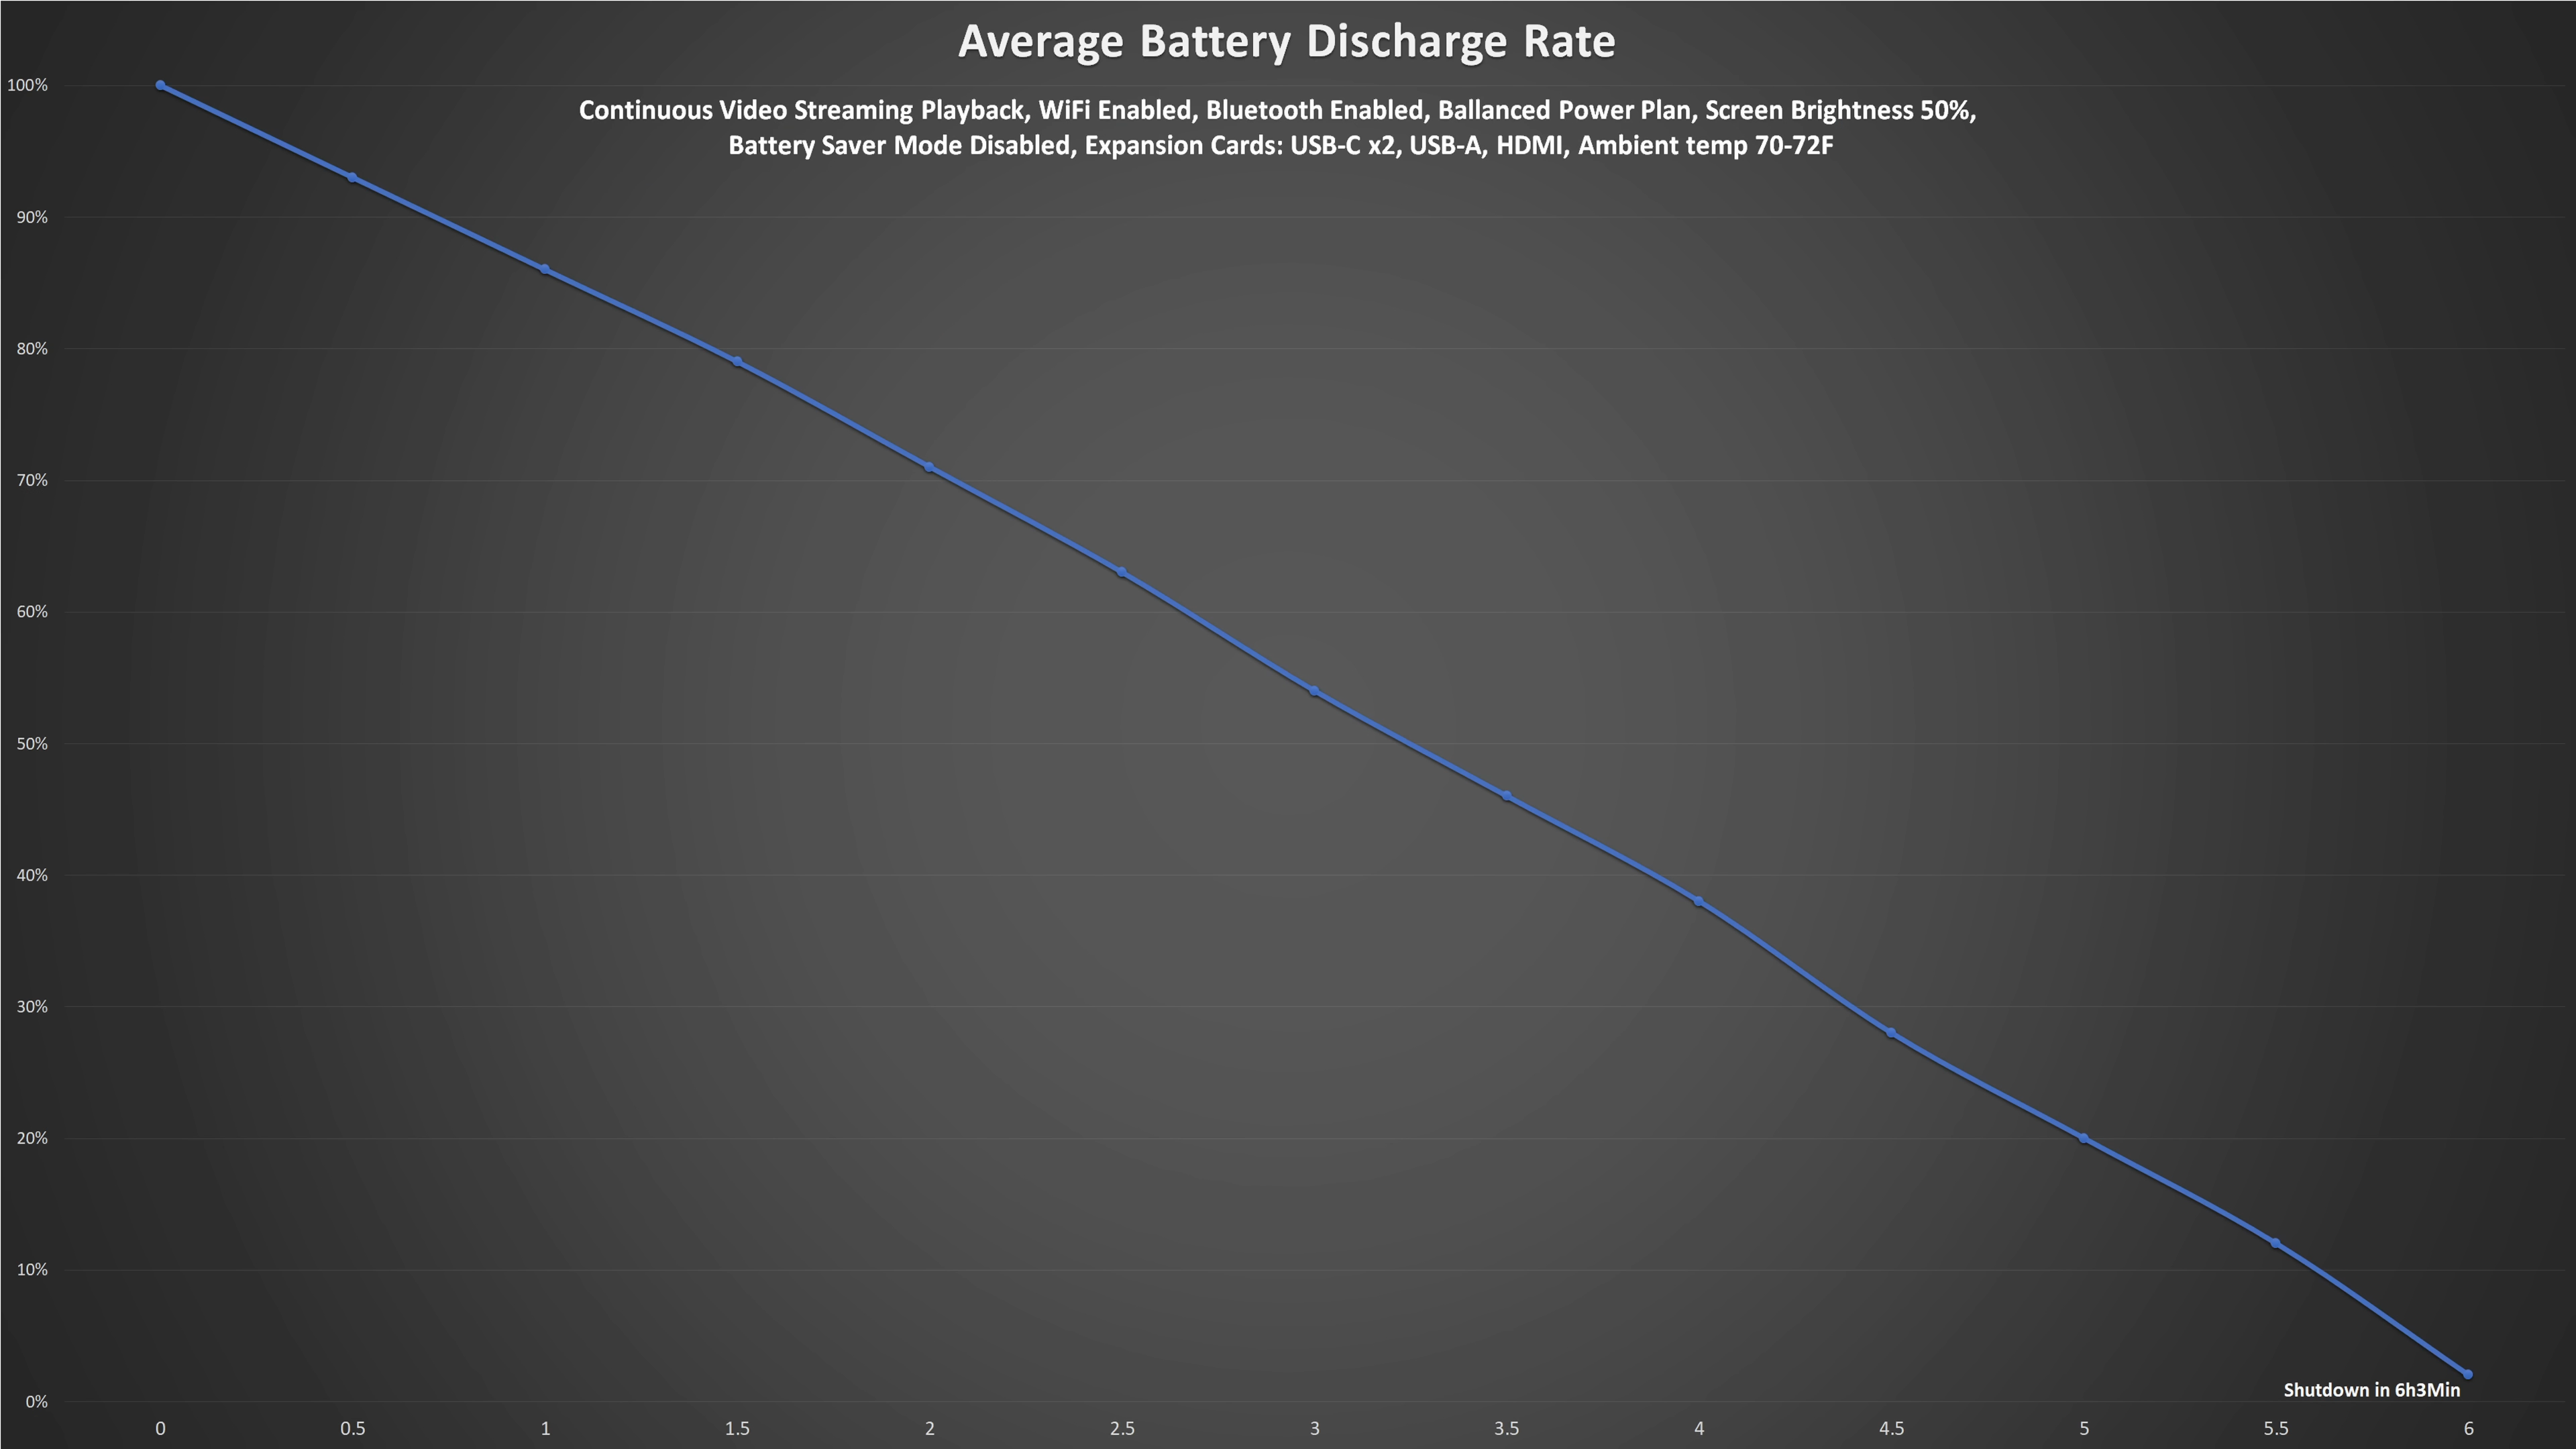 Average Battery Discharge Rate
Continuous Video Streaming Playback, WiFi Enabled, Bluetooth Enabled, Ballanced Power Plan, Screen Brightness 50%,
Battery Saver Mode Disabled, Expansion Cards: USB-C x2, USB-A, HDMI, Ambient temp 70-72F
100%
90%
80%
70%
60%
50%
40%
30%
20%
10%
0%
Shutdown in 6h3Min
0 0.5 1 1.5 2 2.5 3 3.5 4 4.5 5 5.5 6